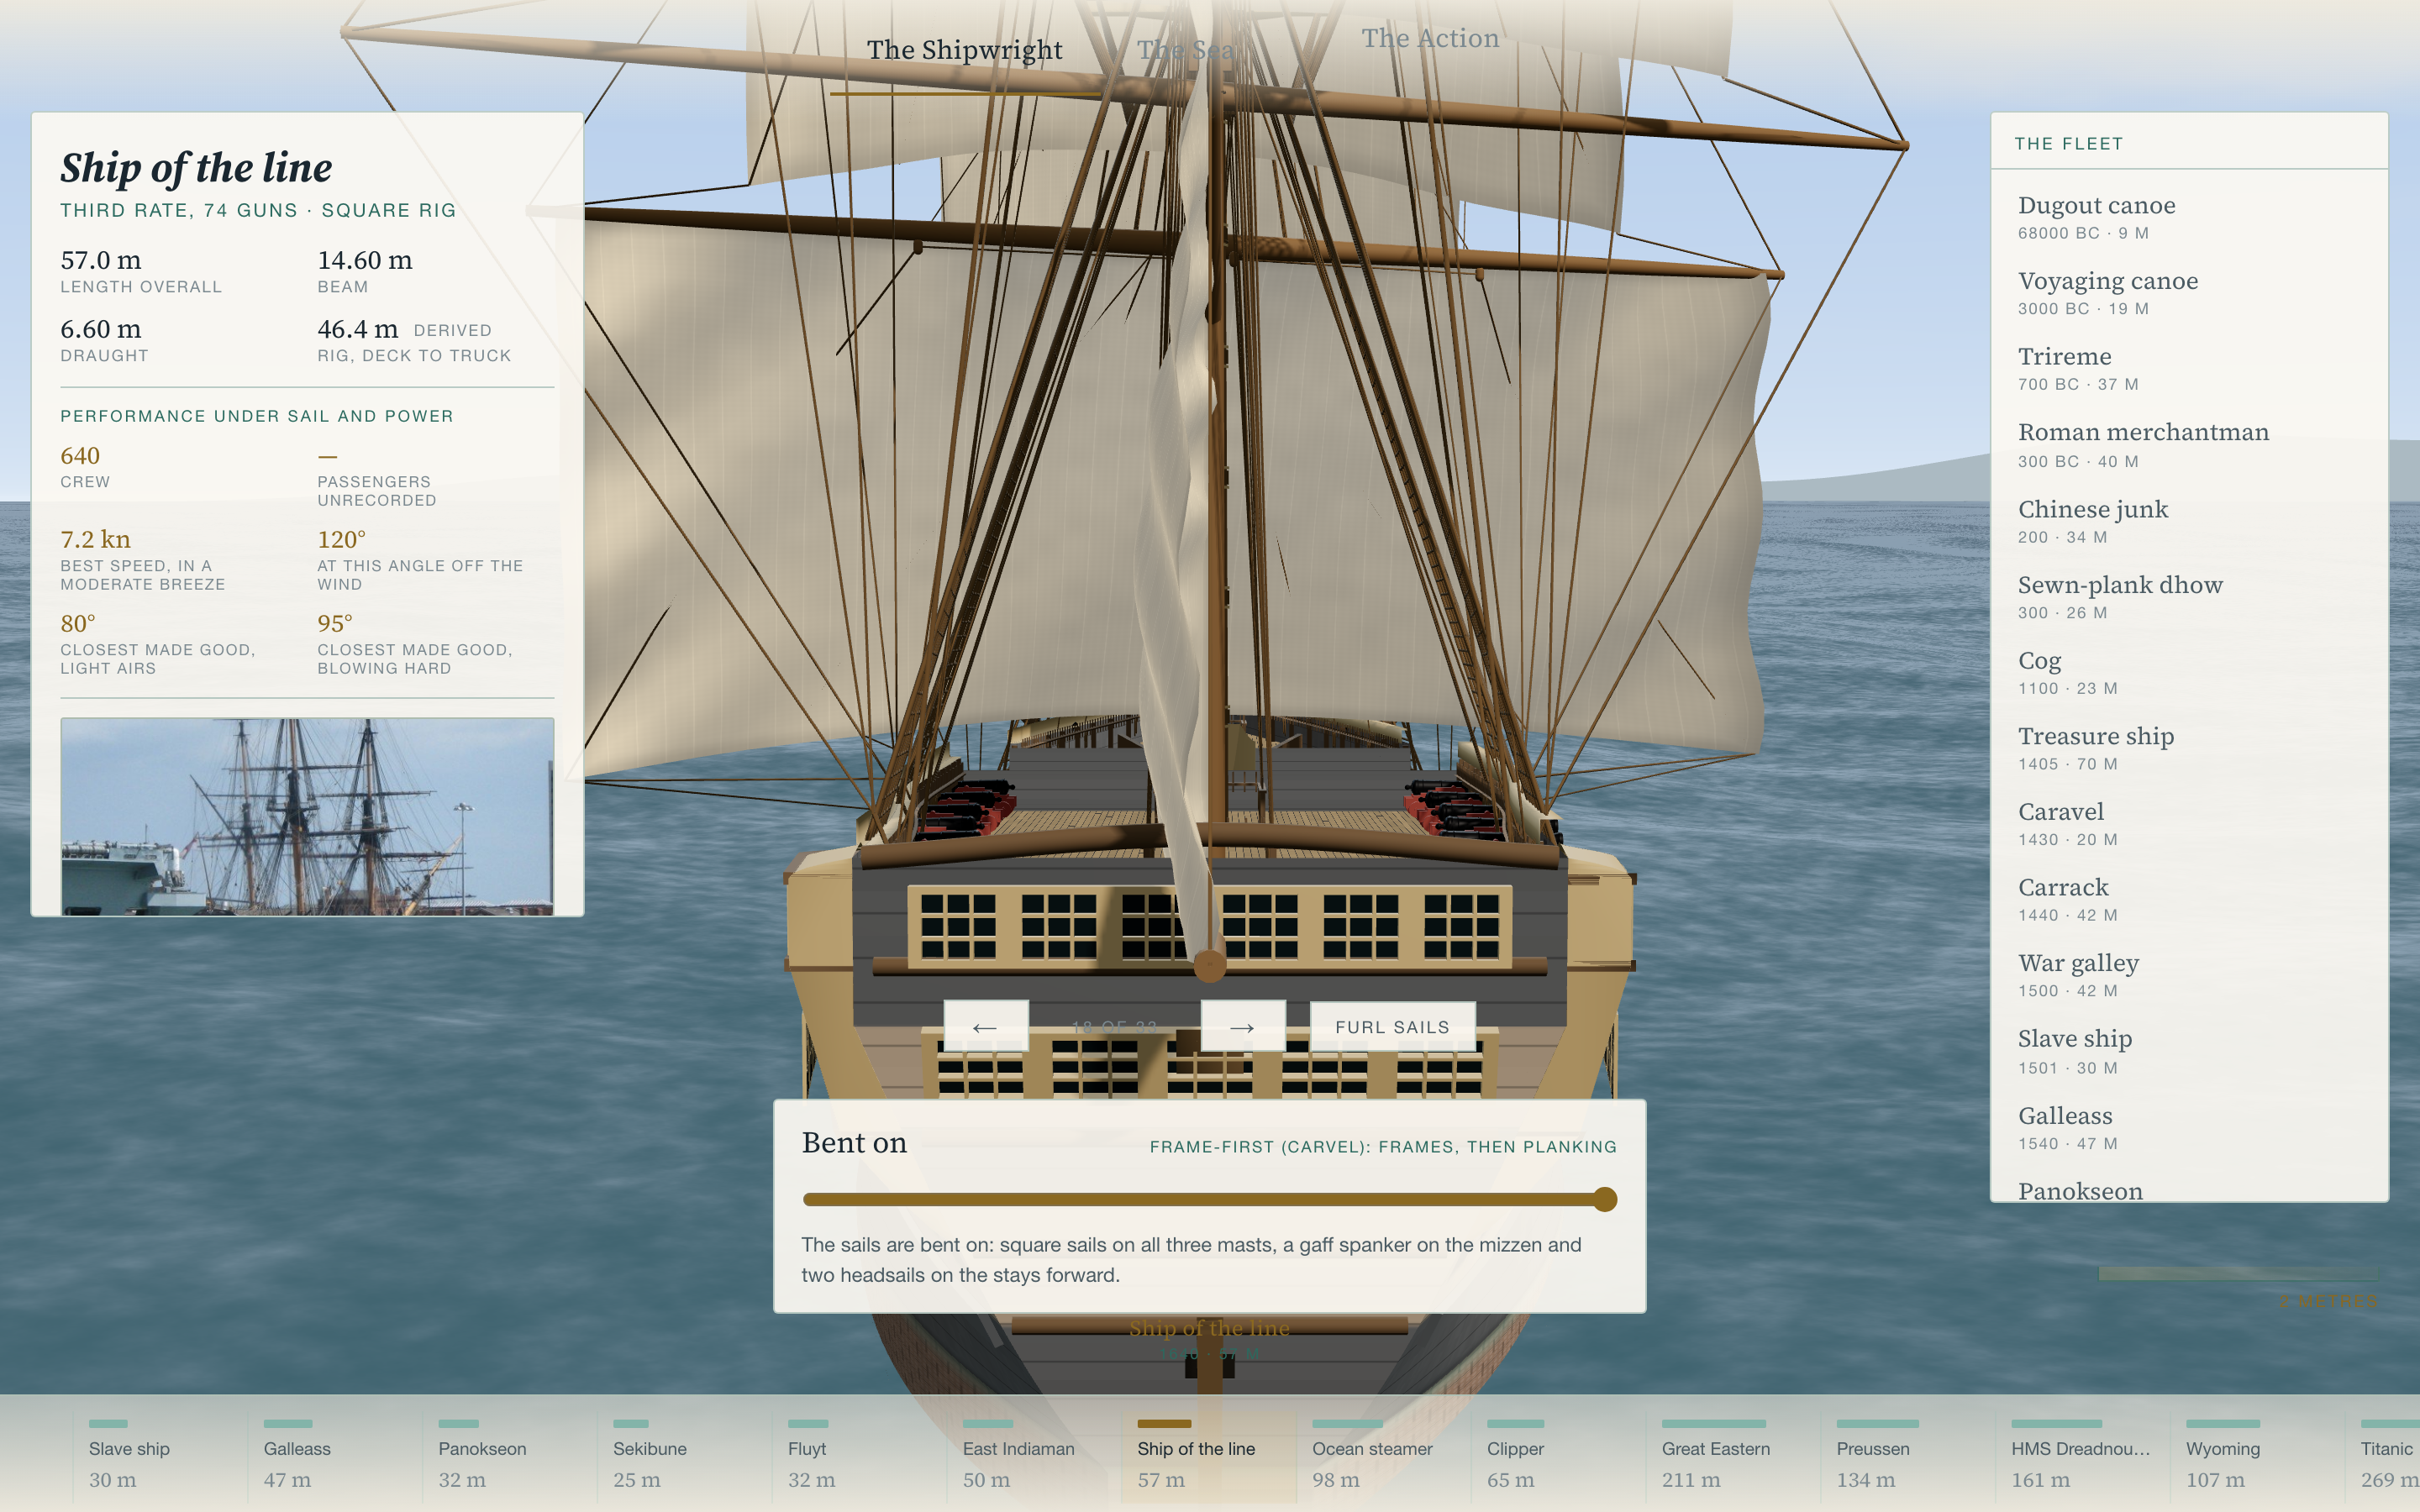 The Shipwright
The Sea
The Action
Ship of the line
THIRD RATE, 74 GUNS · SQUARE RIG
57.0 m
LENGTH OVERALL
14.60 m
BEAM
6.60 m
DRAUGHT
46.4 m DERIVED
RIG, DECK TO TRUCK
PERFORMANCE UNDER SAIL AND POWER
640
CREW
—
PASSENGERS
UNRECORDED
7.2 kn
BEST SPEED, IN A
MODERATE BREEZE
120°
AT THIS ANGLE OFF THE
WIND
80°
CLOSEST MADE GOOD,
LIGHT AIRS
95°
CLOSEST MADE GOOD,
BLOWING HARD
THE FLEET
Dugout canoe
68000 BC · 9 M
Voyaging canoe
3000 BC · 19 M
Trireme
700 BC · 37 M
Roman merchantman
300 BC · 40 M
Chinese junk
200 · 34 M
Sewn-plank dhow
300 · 26 M
Cog
1100 · 23 M
Treasure ship
1405 · 70 M
Caravel
1430 · 20 M
Carrack
1440 · 42 M
War galley
1500 · 42 M
Slave ship
1501 · 30 M
Galleass
1540 · 47 M
Panokseon
← 18 OF 33 → FURL SAILS
Bent on
FRAME-FIRST (CARVEL): FRAMES, THEN PLANKING
The sails are bent on: square sails on all three masts, a gaff spanker on the mizzen and
two headsails on the stays forward.
2 METRES
Ship of the line
· 57 M
Slave ship
30 m
Galleass
47 m
Panokseon
32 m
Sekibune
25 m
Fluyt
32 m
East Indiaman
50 m
Ship of the line
57 m
Ocean steamer
98 m
Clipper
65 m
Great Eastern
211 m
Preussen
134 m
HMS Dreadnou…
161 m
Wyoming
107 m
Titanic
269 m